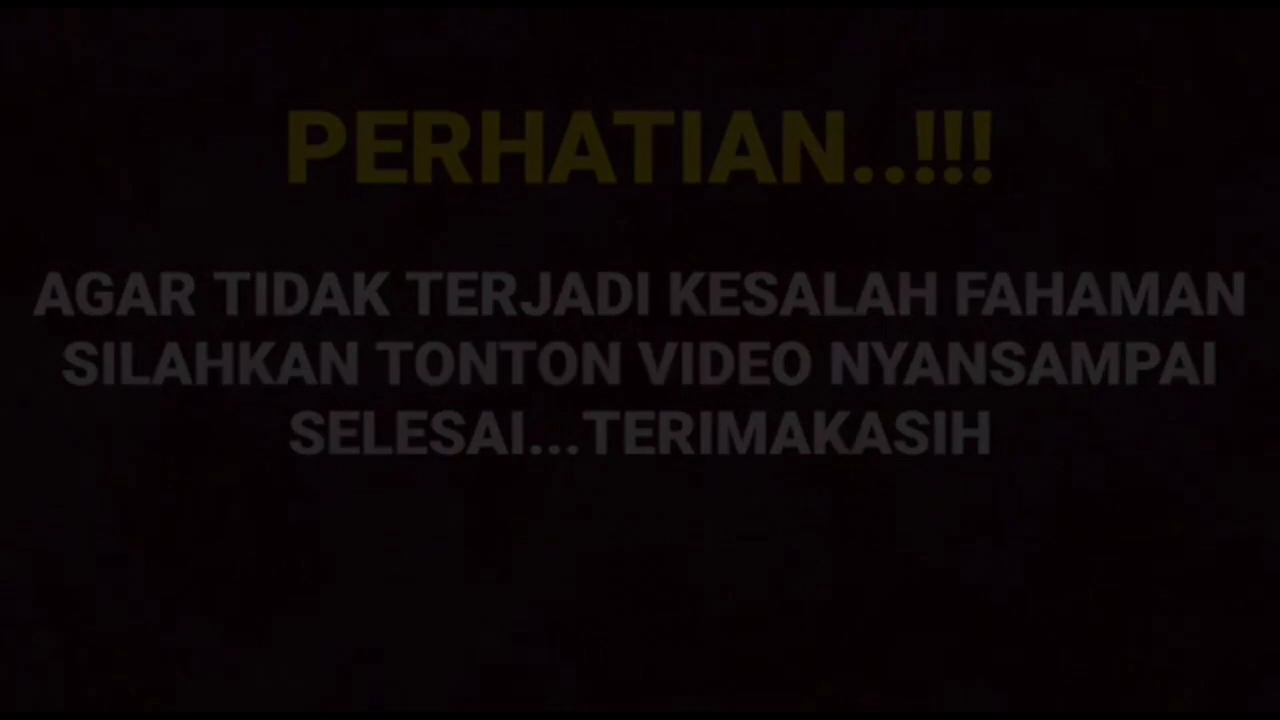 PERHATIAN..!!!
AGAR TIDAK TERJADI KESALAH FAHAMAN
SILAHKAN TONTON VIDEO NYANSAMPAI
SELESAI...TERIMAKASIH